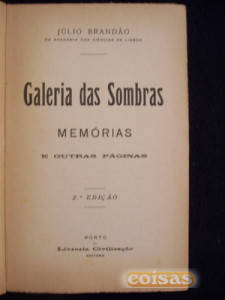 JÚLIO BRANDÃO
DA ACADEMIA DAS CIÊNCIAS DE LISBOA
Galeria das Sombras
MEMÓRIAS
E OUTRAS PÁGINAS
2.ª EDIÇÃO
PORTO
Livraria Civilização
EDITORA
coisas